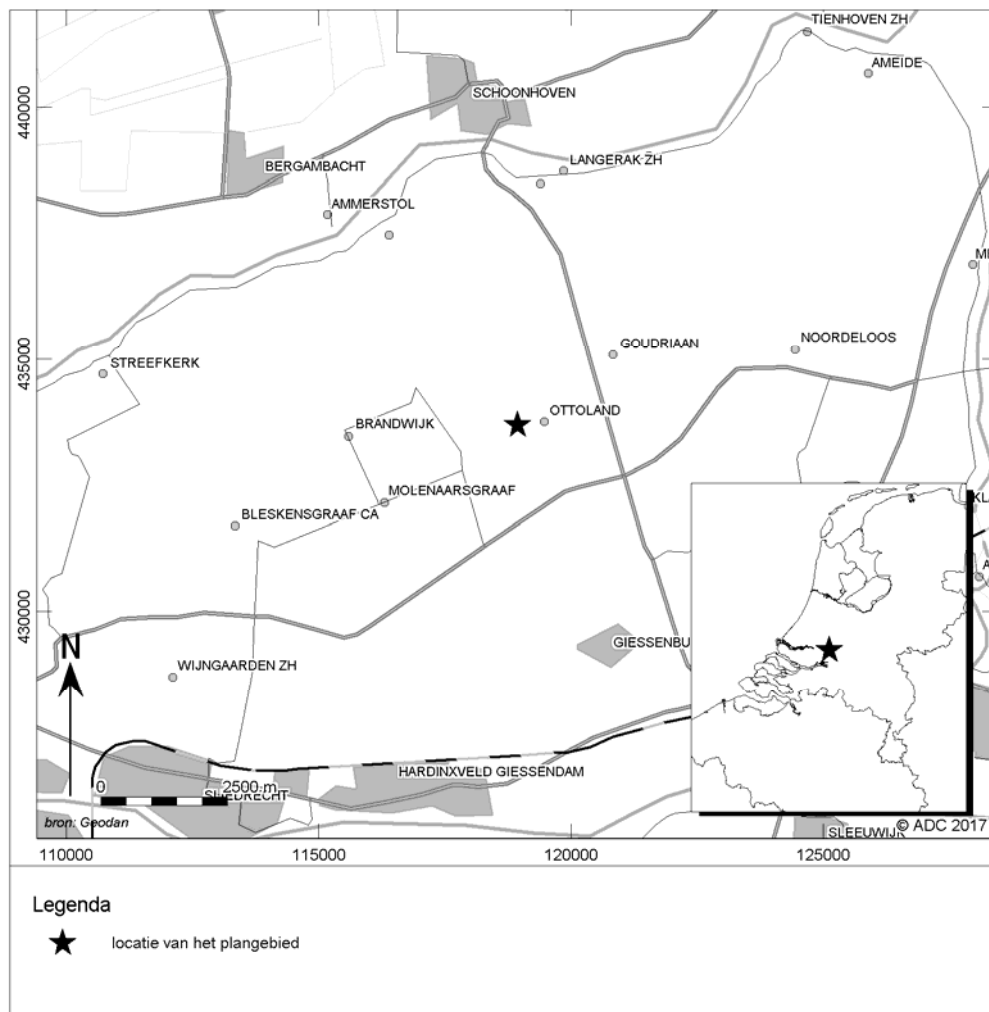 TIENHOVEN ZH
AMEIDE
440000
SCHOONHOVEN
LANGERAK ZH
BERGAMBACHT
AMMERSTOL
GOUDRIAAN
NOORDELOOS
435000
STREEFKERK
OTTOLAND
BRANDWIJK
MOLENAARSGRAAF
BLESKENSGRAAF CA
430000
N
WIJNGAARDEN ZH
HARDINXVELD GIESSENDAM
0
2500 m
SLIEDRECHT
bron: Geodan
SLEEUWIJK
© ADC 2017
110000
115000
120000
125000
Legenda
locatie van het plangebied